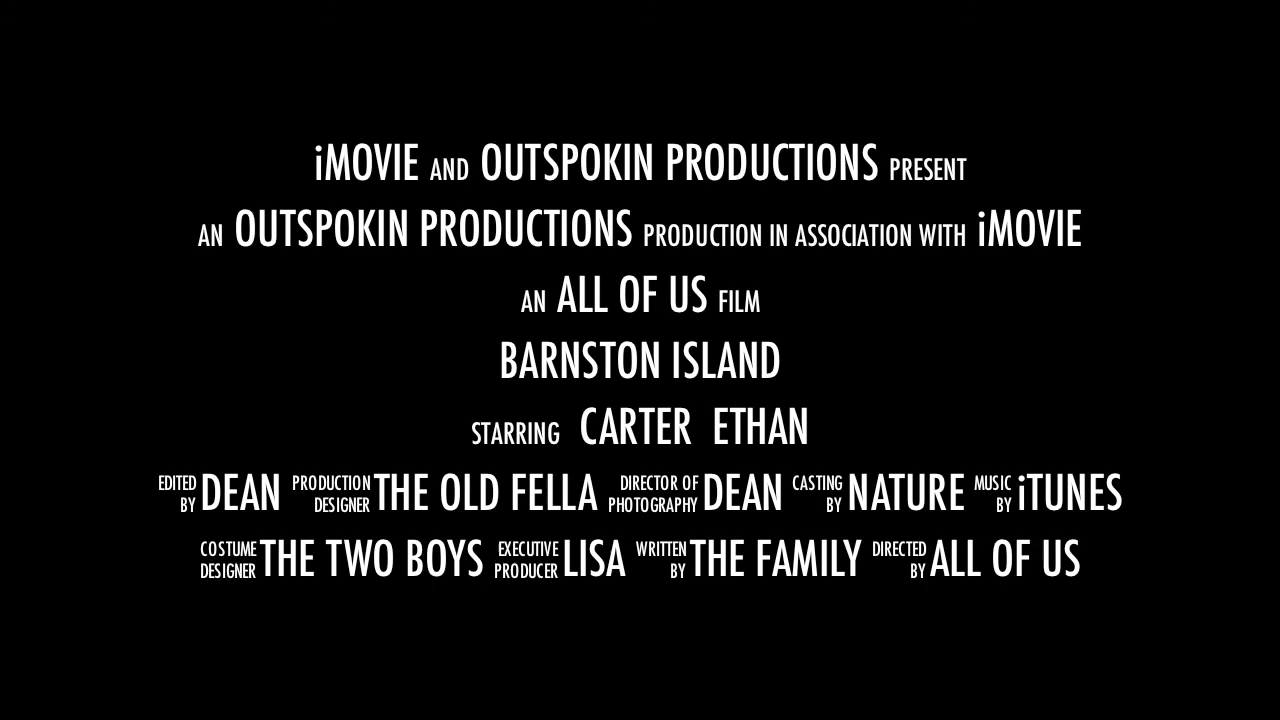 iMOVIE AND OUTSPOKIN PRODUCTIONS PRESENT
AN OUTSPOKIN PRODUCTIONS PRODUCTION IN ASSOCIATION WITH iMOVIE
AN ALL OF US FILM
BARNSTON ISLAND
STARRING CARTER ETHAN
EDITED BY DEAN PRODUCTION DESIGNER THE OLD FELLA DIRECTOR OF PHOTOGRAPHY DEAN CASTING BY NATURE MUSIC BY iTUNES
COSTUME DESIGNER THE TWO BOYS EXECUTIVE PRODUCER LISA WRITTEN BY THE FAMILY DIRECTED BY ALL OF US